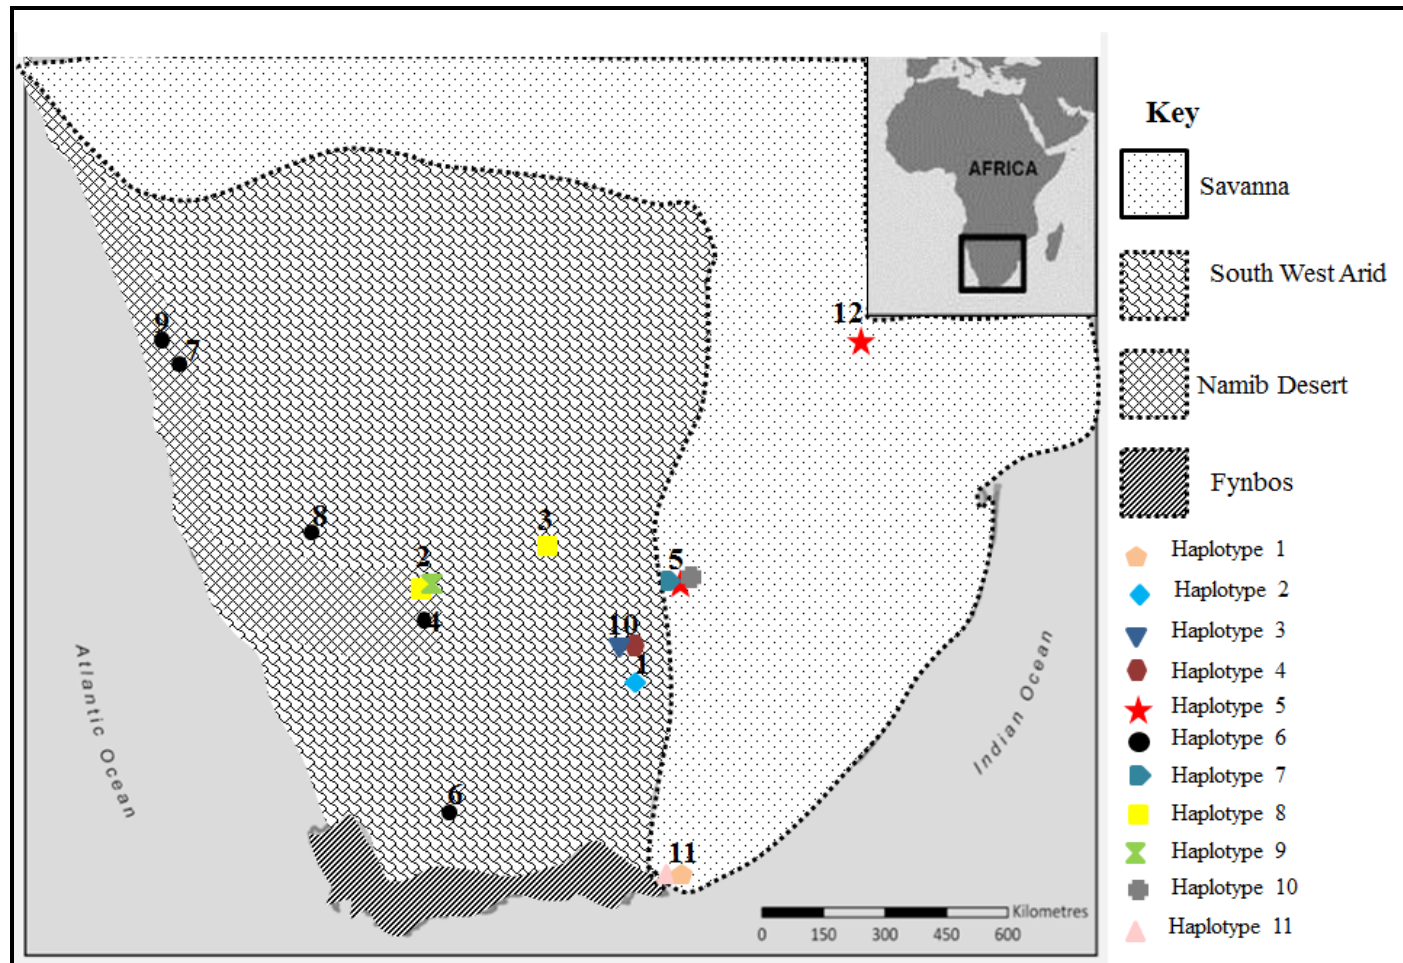 AFRICA
12
9
7
8
3
2
5
4
10
1
6
11
Atlantic Ocean
Indian Ocean
Kilometres
0 150 300 450 600
Key
Savanna
South West Arid
Namib Desert
Fynbos
Haplotype 1
Haplotype 2
Haplotype 3
Haplotype 4
Haplotype 5
Haplotype 6
Haplotype 7
Haplotype 8
Haplotype 9
Haplotype 10
Haplotype 11